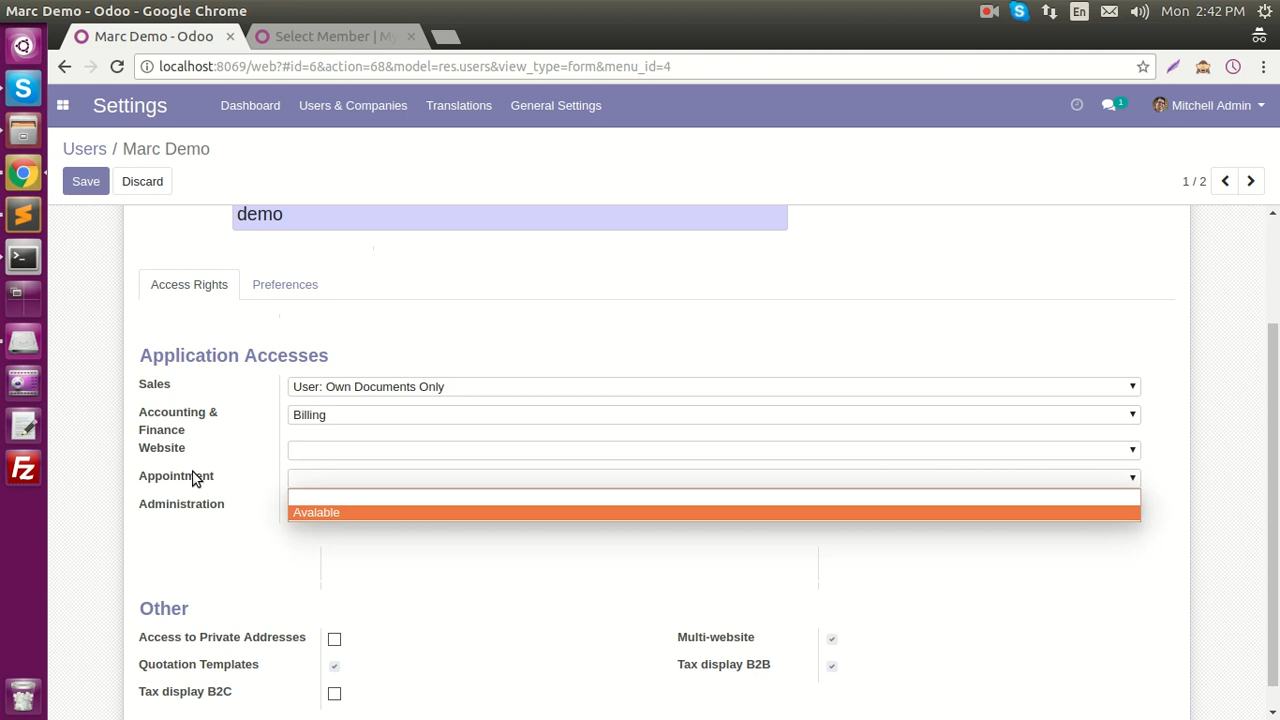 Marc Demo - Odoo - Google Chrome
En
Mon 2:42 PM
Marc Demo - Odoo ×
Select Member | My ×
localhost:8069/web?#id=6&action=68&model=res.users&view_type=form&menu_id=4
Settings Dashboard Users & Companies Translations General Settings 1 Mitchell Admin
Users / Marc Demo
Save Discard 1 / 2
demo
Access Rights Preferences
Application Accesses
Sales User: Own Documents Only
Accounting & Finance Billing
Website
Appointment
Avalable
Administration
Other
Access to Private Addresses Multi-website
Quotation Templates Tax display B2B
Tax display B2C